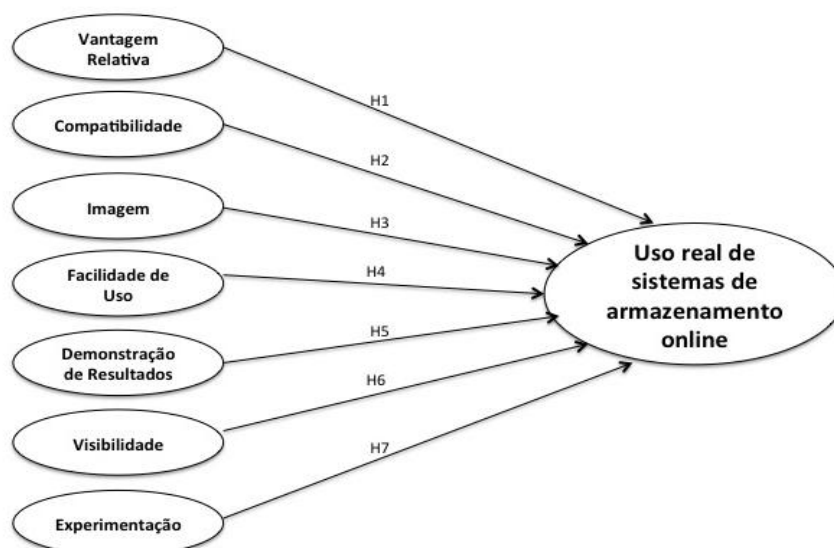 Vantagem
Relativa
H1
Compatibilidade
H2
Imagem
H3
Facilidade de
Uso
H4
Uso real de
sistemas de
armazenamento
online
Demonstração
de Resultados
H5
Visibilidade
H6
Experimentação
H7